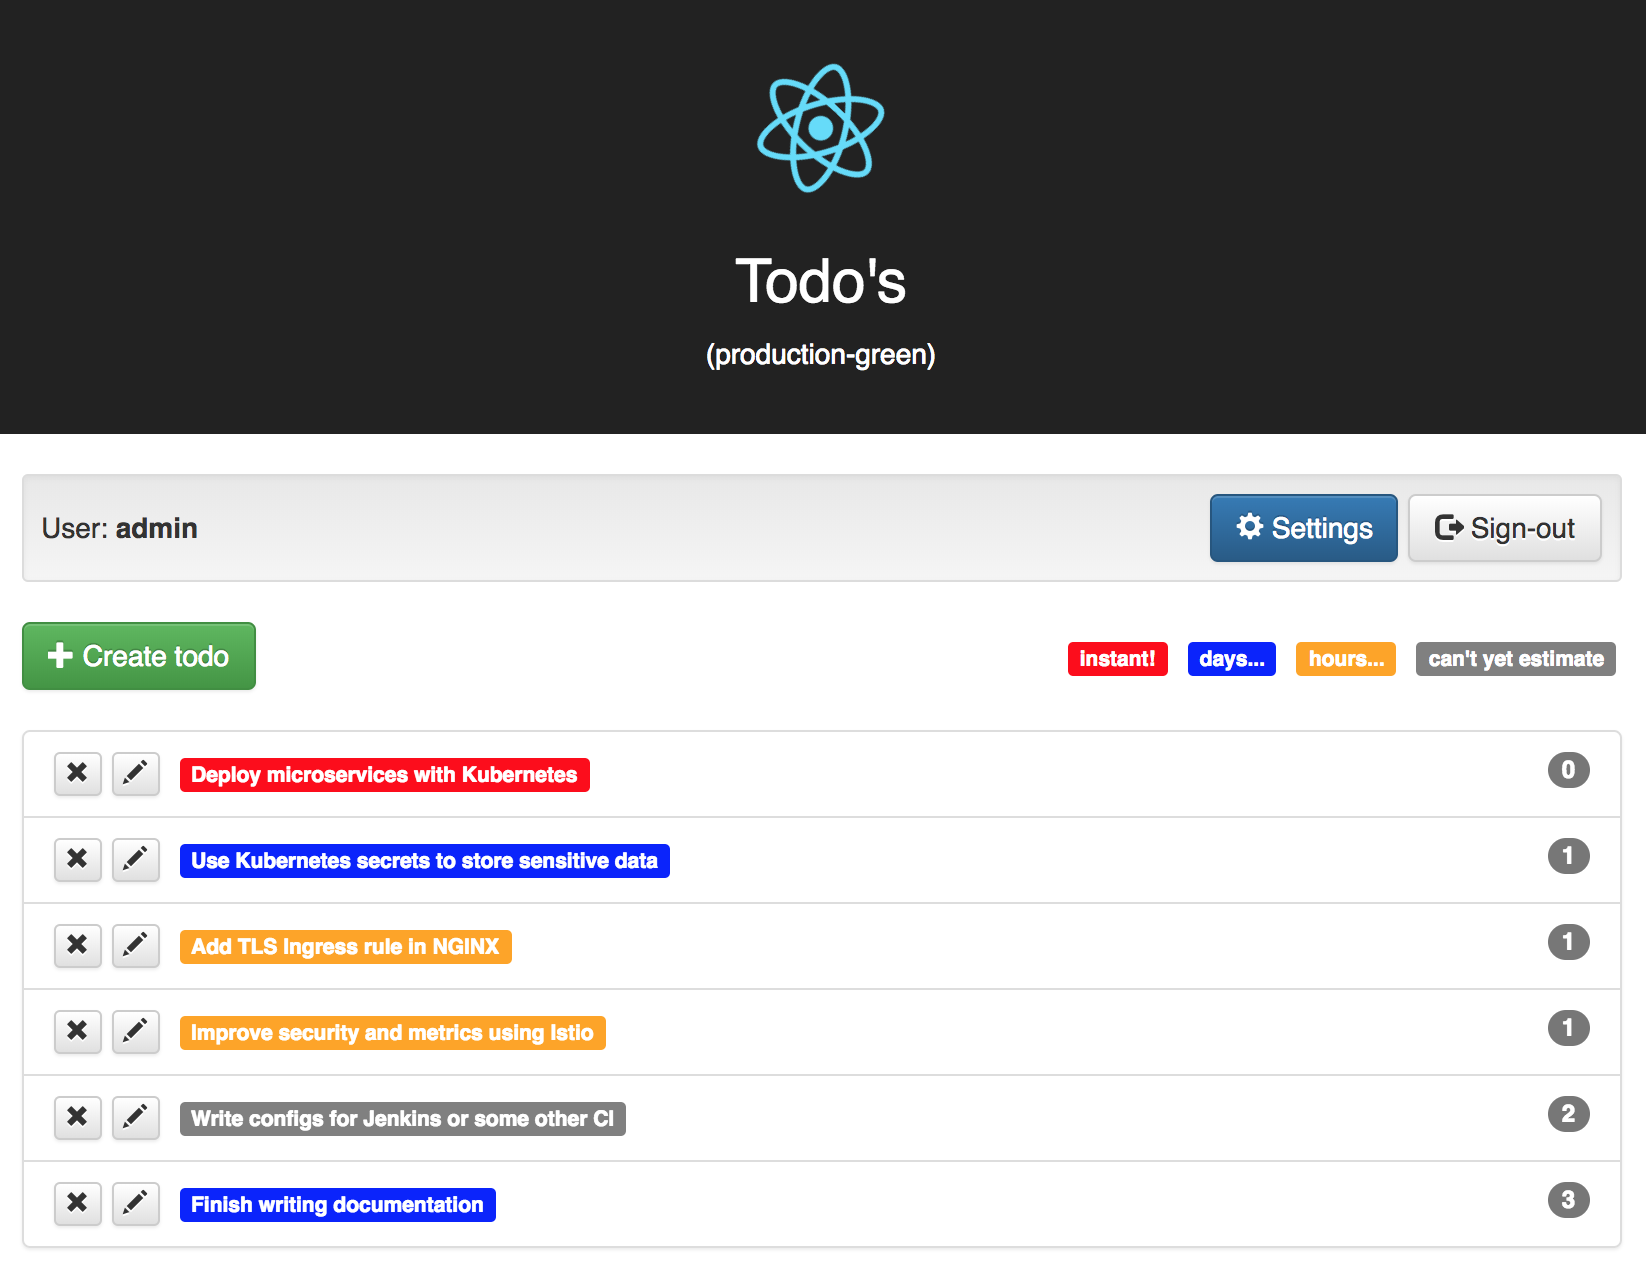 Todo's
(production-green)
User: admin
Settings
Sign-out
Create todo
instant!
days...
hours...
can't yet estimate
Deploy microservices with Kubernetes
0
Use Kubernetes secrets to store sensitive data
1
Add TLS Ingress rule in NGINX
1
Improve security and metrics using Istio
1
Write configs for Jenkins or some other CI
2
Finish writing documentation
3